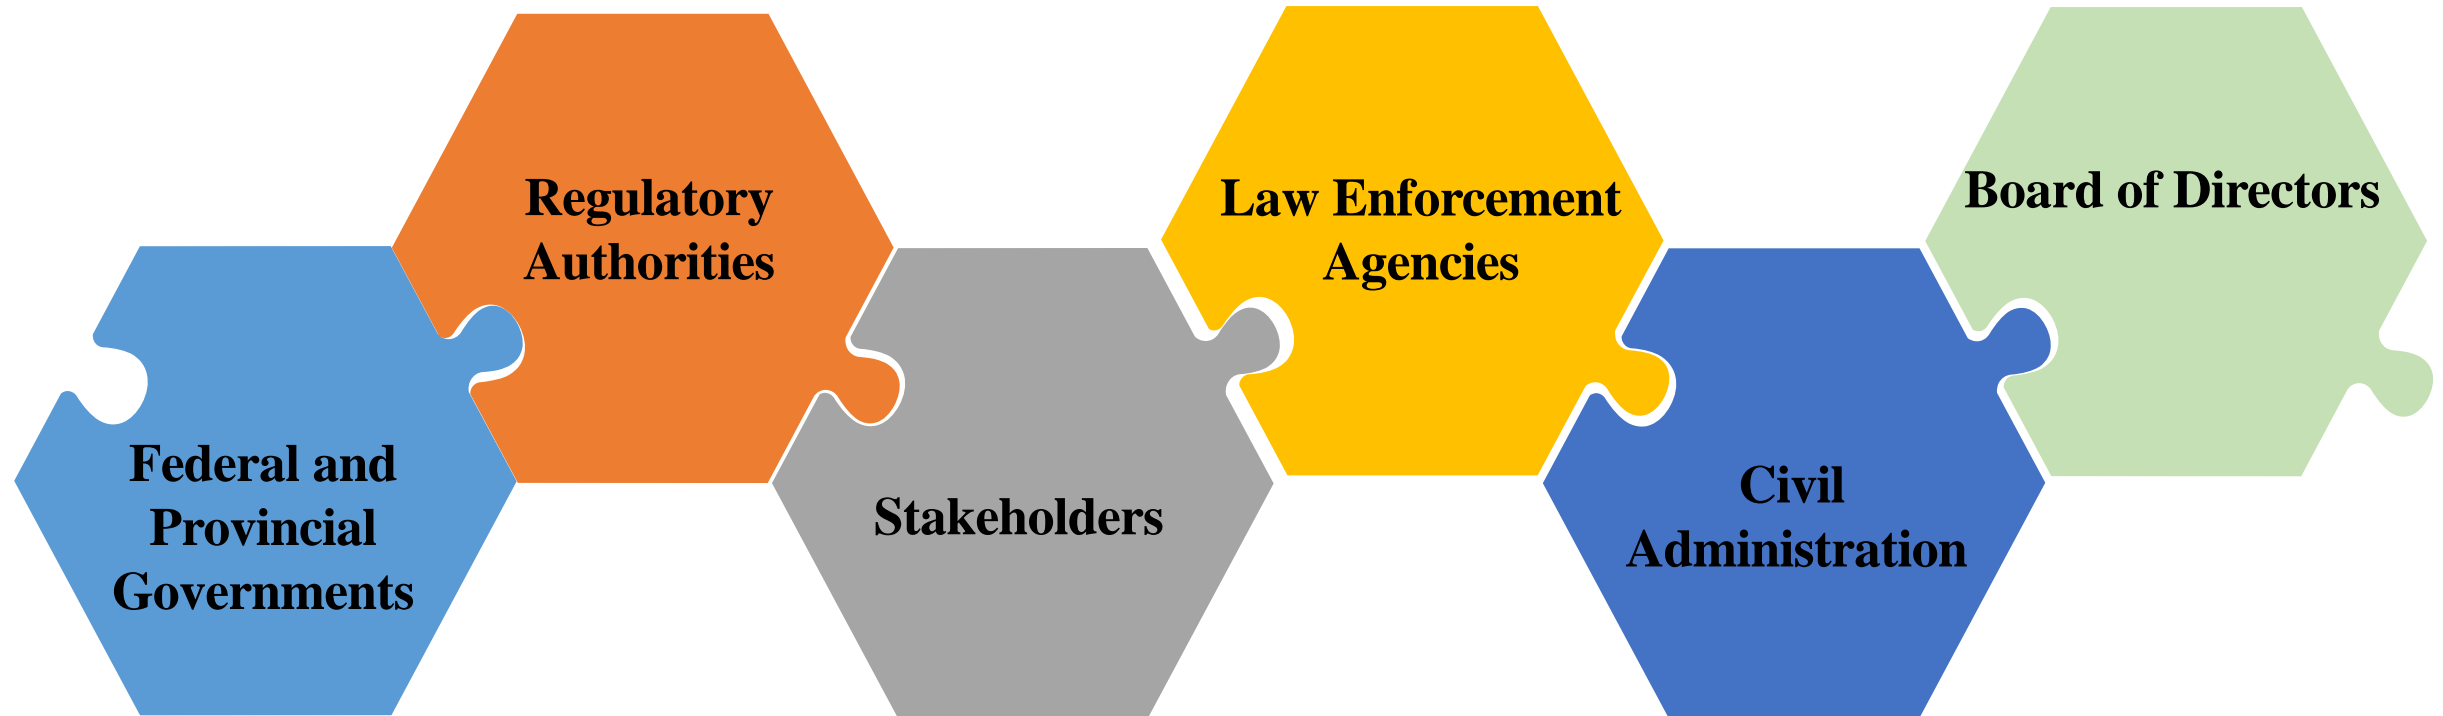 Federal and
Provincial
Governments
Regulatory
Authorities
Stakeholders
Law Enforcement
Agencies
Civil
Administration
Board of Directors